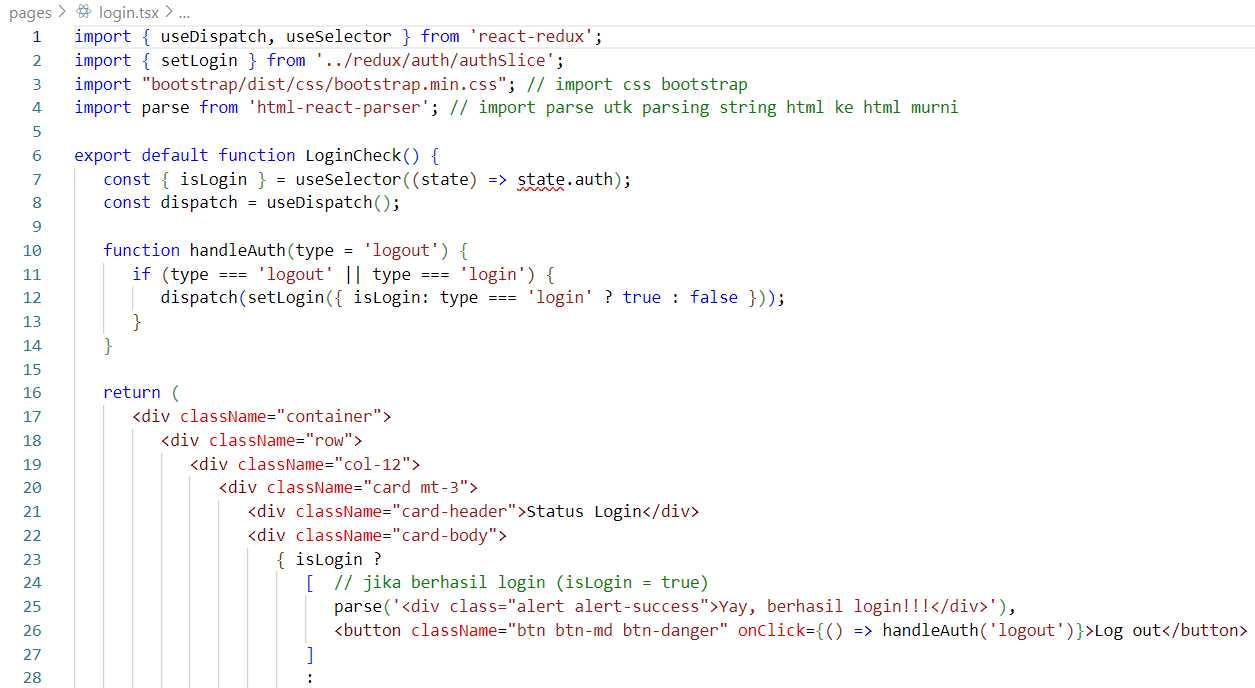 pages > login.tsx > ...
1 import { useDispatch, useSelector } from 'react-redux';
2 import { setLogin } from '../redux/auth/authSlice';
3 import "bootstrap/dist/css/bootstrap.min.css"; // import css bootstrap
4 import parse from 'html-react-parser'; // import parse utk parsing string html ke html murni
5
6 export default function LoginCheck() {
7 const { isLogin } = useSelector((state) => state.auth);
8 const dispatch = useDispatch();
9
10 function handleAuth(type = 'logout') {
11 if (type === 'logout' || type === 'login') {
12 dispatch(setLogin({ isLogin: type === 'login' ? true : false }));
13 }
14 }
15
16 return (
17 <div className="container">
18 <div className="row">
19 <div className="col-12">
20 <div className="card mt-3">
21 <div className="card-header">Status Login</div>
22 <div className="card-body">
23 { isLogin ?
24 [ // jika berhasil login (isLogin = true)
25 parse('<div class="alert alert-success">Yay, berhasil login!!!</div>'),
26 <button className="btn btn-md btn-danger" onClick={() => handleAuth('logout')}>Log out</button>
27 ]
28 :